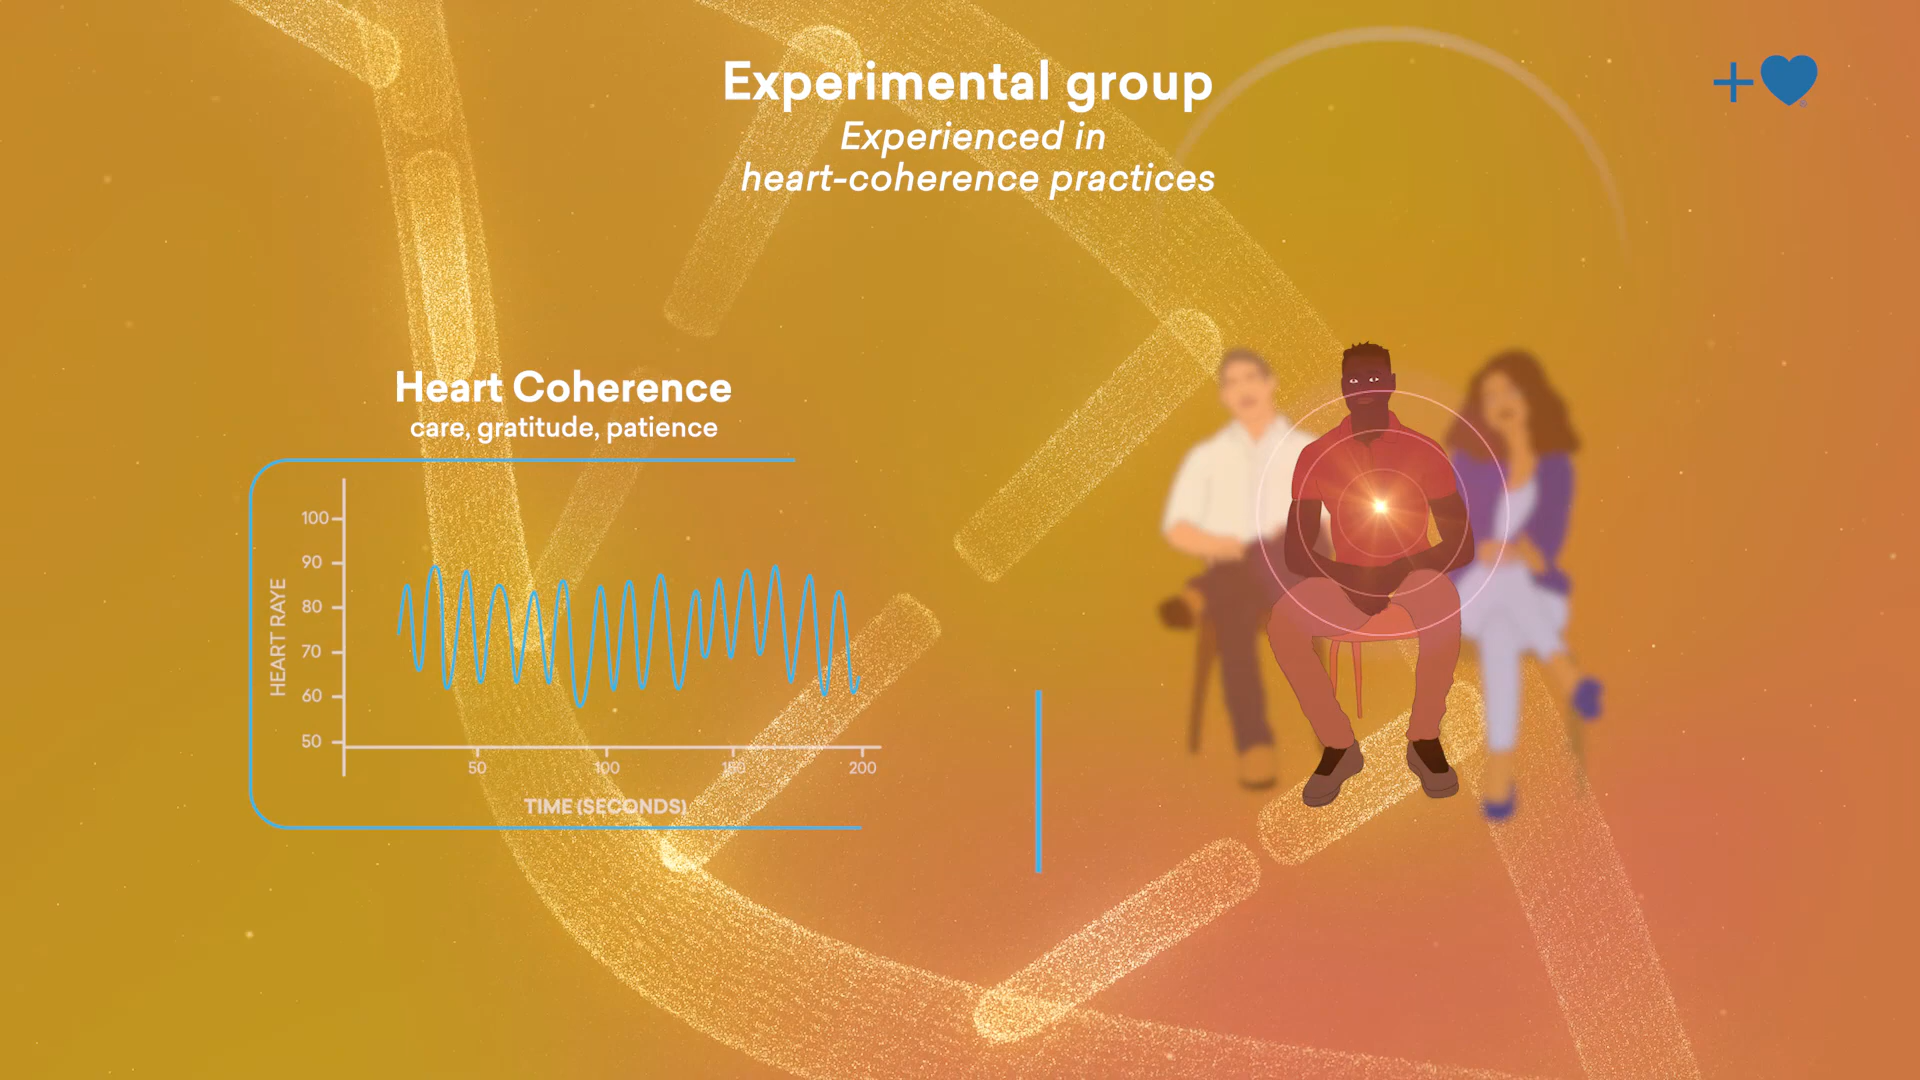 Experimental group
Experienced in
heart-coherence practices
Heart Coherence
care, gratitude, patience
100
90
80
70
60
50
HEART RAYE
50
100
150
200
TIME (SECONDS)